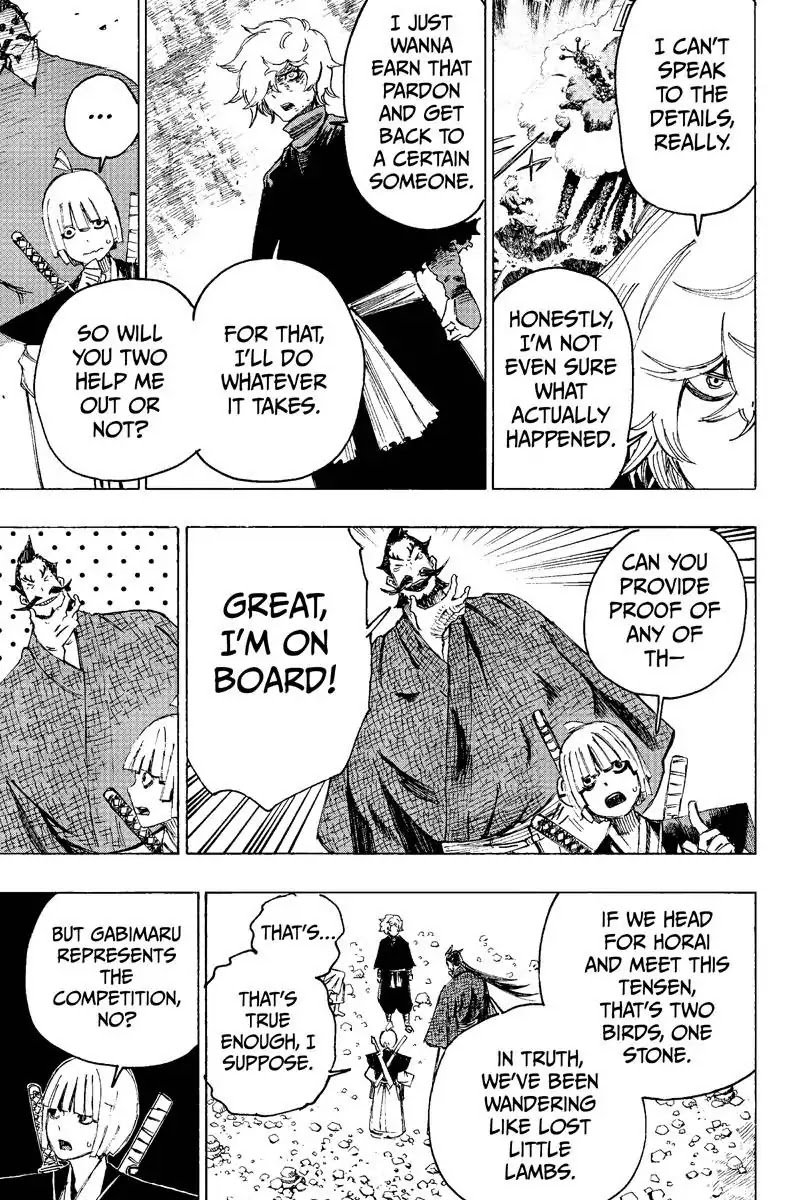 I CAN'T
SPEAK
TO THE
DETAILS,
REALLY.
HONESTLY,
I'M NOT
EVEN SURE
WHAT
ACTUALLY
HAPPENED.
I JUST
WANNA
EARN THAT
PARDON
AND GET
BACK TO
A CERTAIN
SOMEONE.
FOR THAT,
I'LL DO
WHATEVER
IT TAKES.
...
SO WILL
YOU TWO
HELP ME
OUT OR
NOT?
CAN YOU
PROVIDE
PROOF OF
ANY OF
TH—
GREAT,
I'M ON
BOARD!
IF WE HEAD
FOR HORAI
AND MEET THIS
TENSEN,
THAT'S TWO
BIRDS, ONE
STONE.
IN TRUTH,
WE'VE BEEN
WANDERING
LIKE LOST
LITTLE
LAMBS.
THAT'S...
THAT'S
TRUE
ENOUGH, I
SUPPOSE.
BUT GABIMARU
REPRESENTS
THE
COMPETITION,
NO?